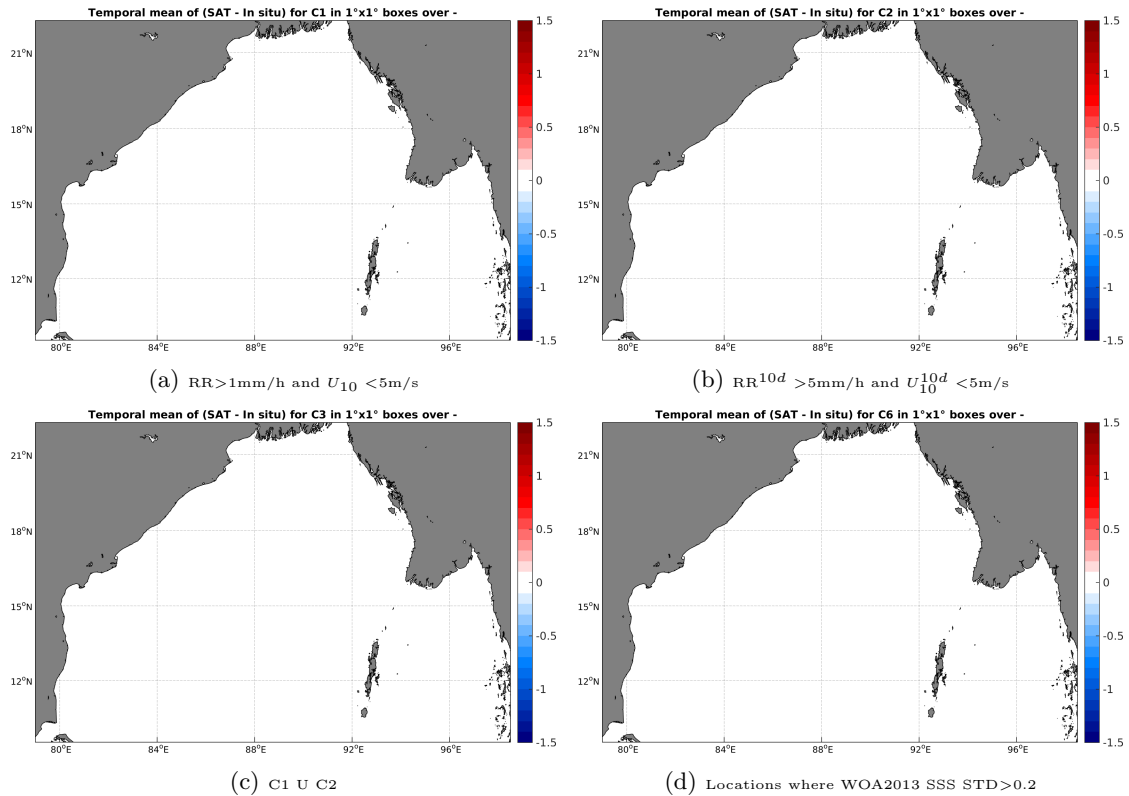 Temporal mean of (SAT - In situ) for C1 in 1°x1° boxes over -
21°N
18°N
15°N
12°N
80°E 84°E 88°E 92°E 96°E
1.5
1
0.5
0
-0.5
-1
-1.5
(a) RR>1mm/h and U10 <5m/s
Temporal mean of (SAT - In situ) for C2 in 1°x1° boxes over -
21°N
18°N
15°N
12°N
80°E 84°E 88°E 92°E 96°E
1.5
1
0.5
0
-0.5
-1
-1.5
(b) RR10d >5mm/h and U10d10 <5m/s
Temporal mean of (SAT - In situ) for C3 in 1°x1° boxes over -
21°N
18°N
15°N
12°N
80°E 84°E 88°E 92°E 96°E
1.5
1
0.5
0
-0.5
-1
-1.5
(c) C1 U C2
Temporal mean of (SAT - In situ) for C6 in 1°x1° boxes over -
21°N
18°N
15°N
12°N
80°E 84°E 88°E 92°E 96°E
1.5
1
0.5
0
-0.5
-1
-1.5
(d) Locations where WOA2013 SSS STD>0.2